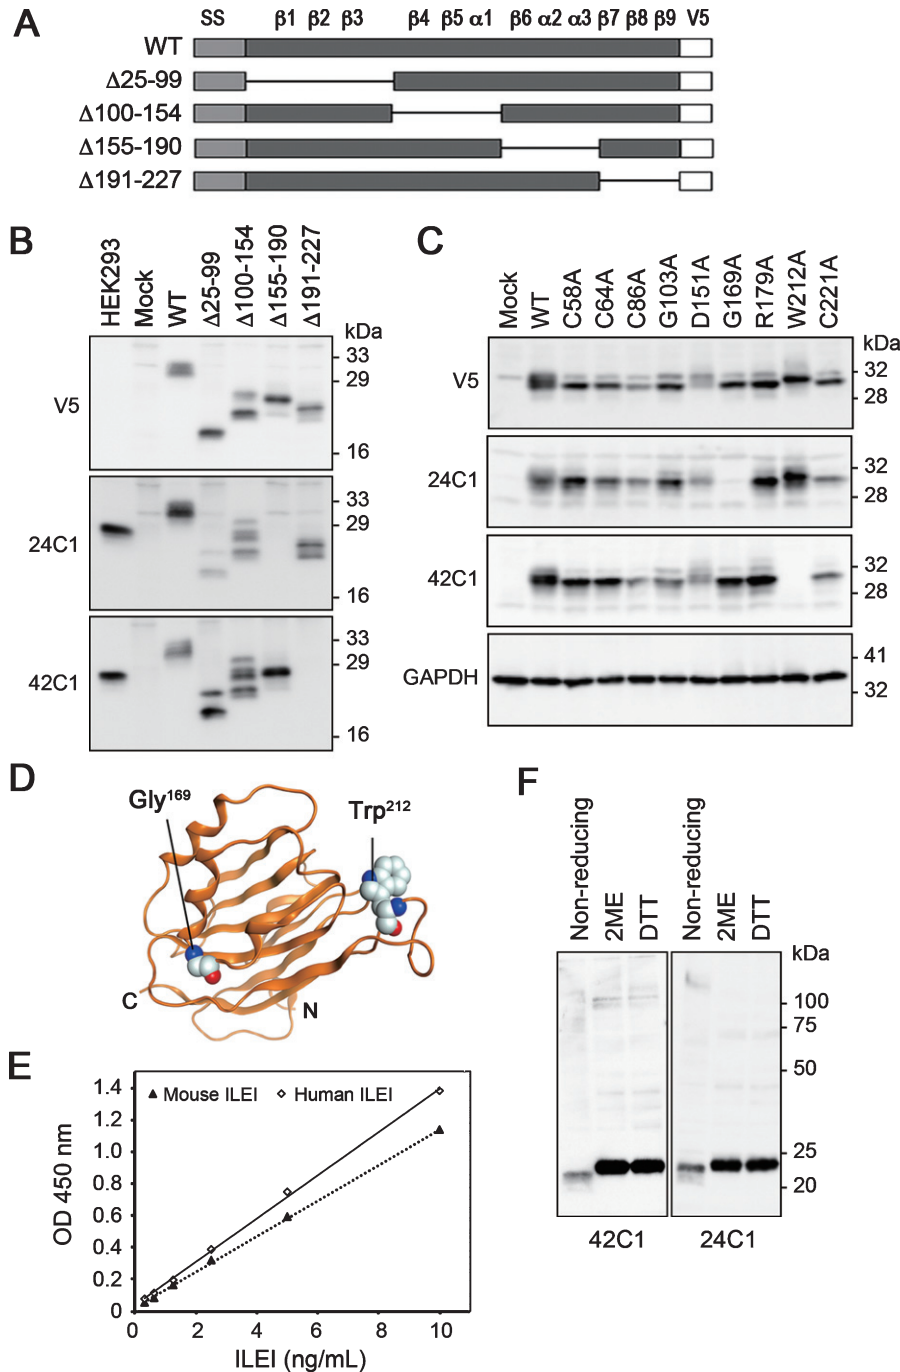 A
SS β1 β2 β3 β4 β5 α1 β6 α2 α3 β7 β8 β9 V5
WT
Δ25-99
Δ100-154
Δ155-190
Δ191-227
B
HEK293 Mock WT Δ25-99 Δ100-154 Δ155-190 Δ191-227
kDa
V5
33
29
16
24C1
33
29
16
42C1
33
29
16
C
Mock WT C58A C64A C86A G103A D151A G169A R179A W212A C221A
kDa
V5
32
28
24C1
32
28
42C1
32
28
GAPDH
41
32
D
Gly169
Trp212
C
N
E
Mouse ILEI Human ILEI
OD 450 nm
1.4
1.2
1.0
0.8
0.6
0.4
0.2
0
0 2 4 6 8 10
ILEI (ng/mL)
F
Non-reducing 2ME DTT Non-reducing 2ME DTT
kDa
100
75
50
25
20
42C1 24C1